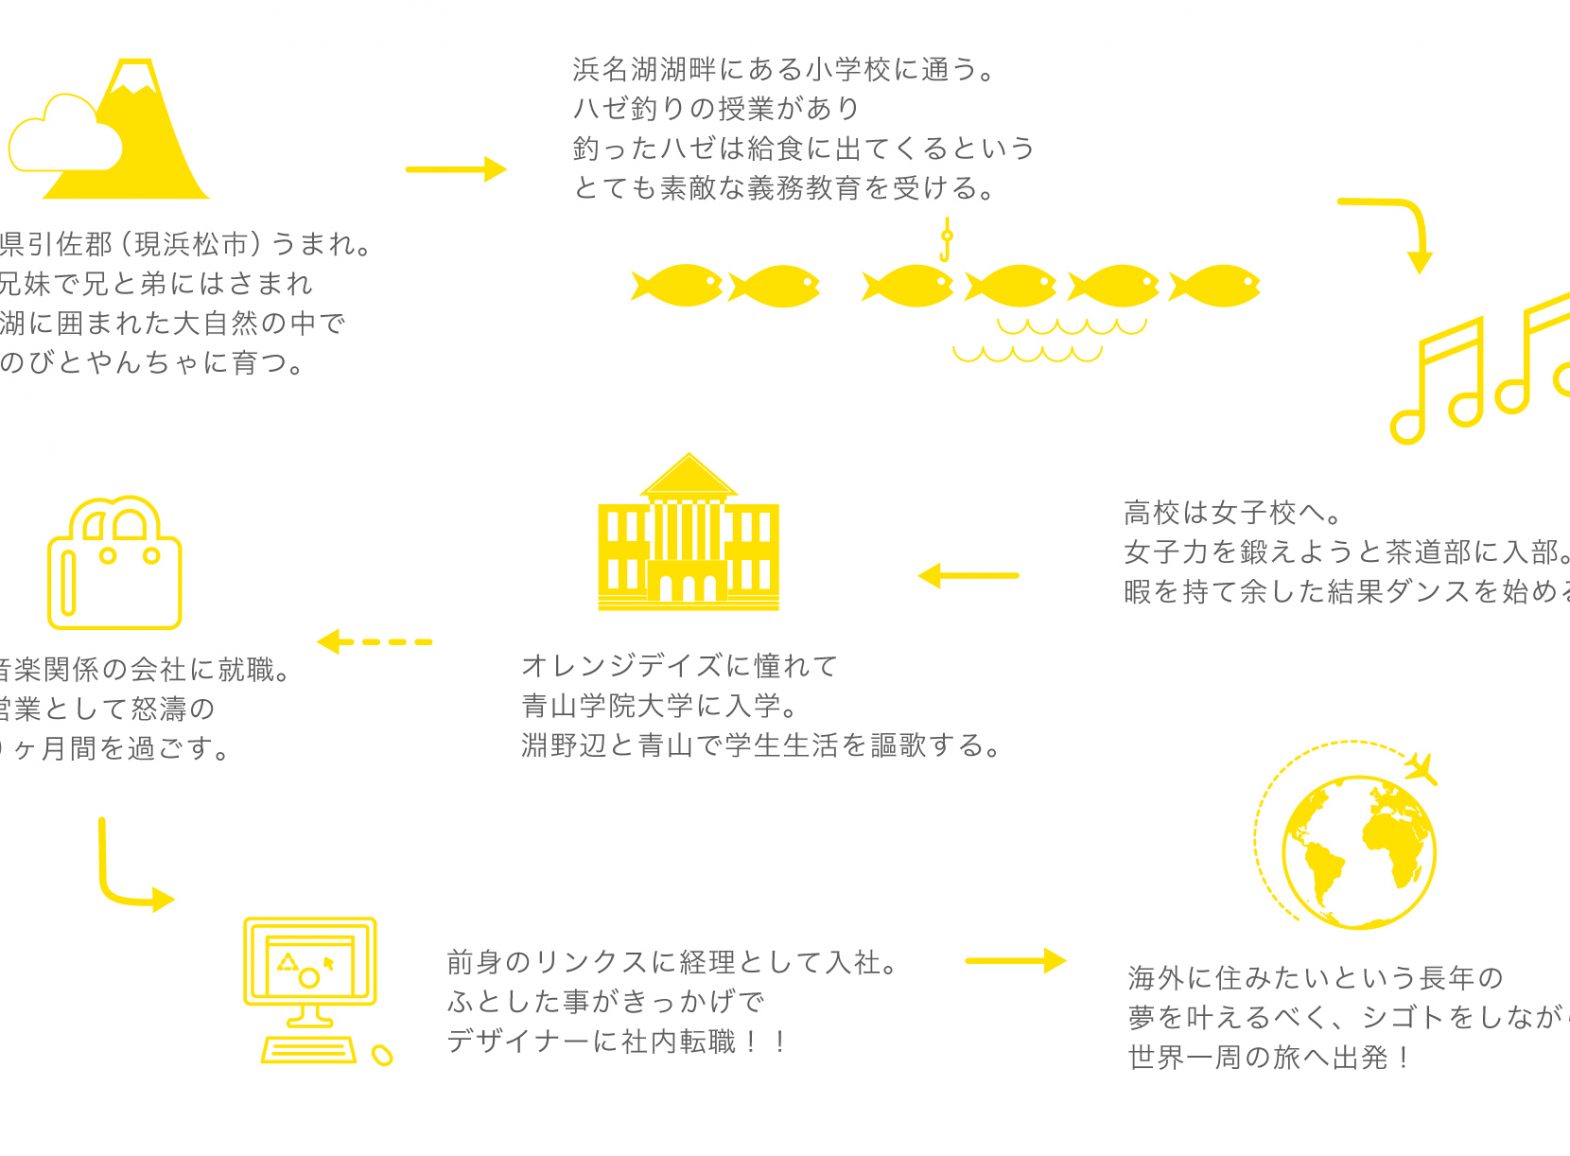 県引佐郡（現浜松市）うまれ。
兄妹で兄と弟にはさまれ
湖に囲まれた大自然の中で
のびとやんちゃに育つ。
浜名湖湖畔にある小学校に通う。
ハゼ釣りの授業があり
釣ったハゼは給食に出てくるという
とても素敵な義務教育を受ける。
高校は女子校へ。
女子力を鍛えようと茶道部に入部。
暇を持て余した結果ダンスを始める
オレンジデイズに憧れて
青山学院大学に入学。
淵野辺と青山で学生生活を謳歌する。
音楽関係の会社に就職。
営業として怒濤の
ヶ月間を過ごす。
前身のリンクスに経理として入社。
ふとした事がきっかけで
デザイナーに社内転職！！
海外に住みたいという長年の
夢を叶えるべく、シゴトをしなが
世界一周の旅へ出発！